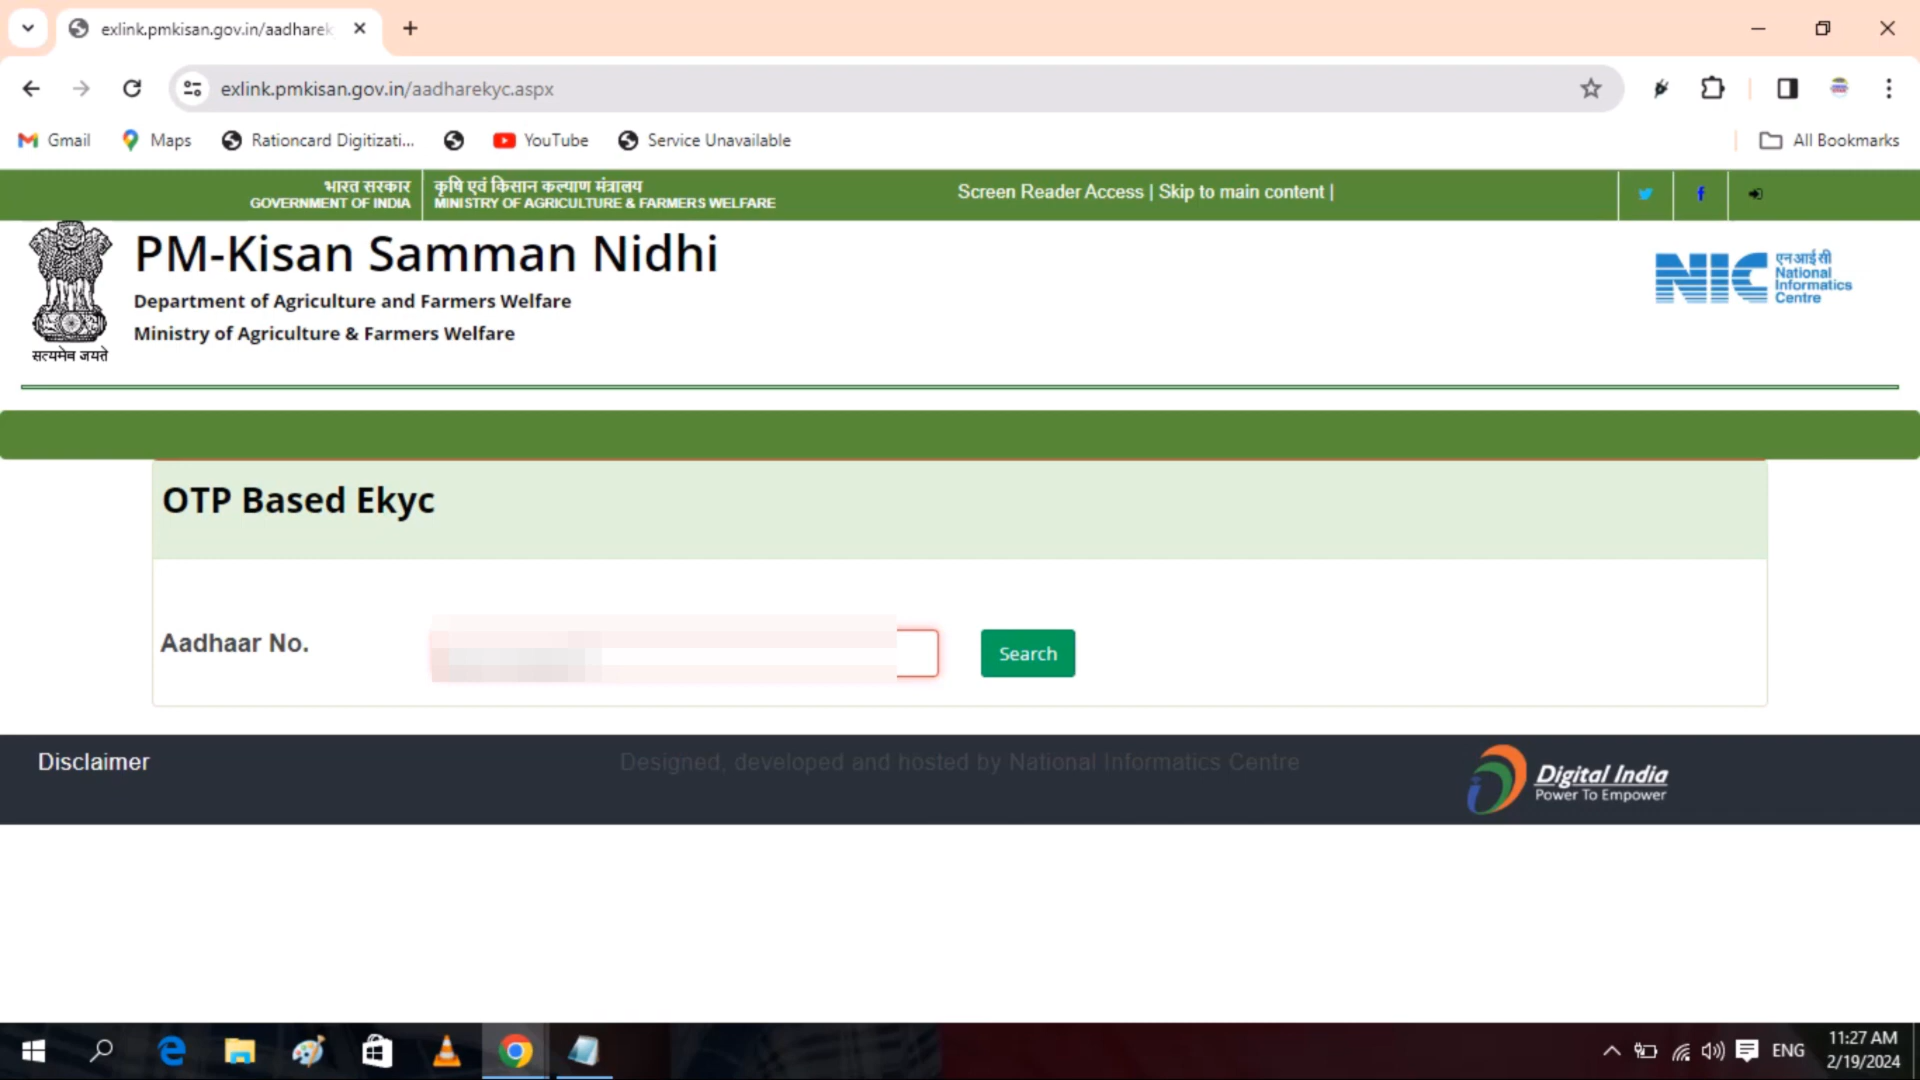 exlink.pmkisan.gov.in/aadharek
exlink.pmkisan.gov.in/aadharekyc.aspx
Gmail
Maps
Rationcard Digitizati...
YouTube
Service Unavailable
All Bookmarks
भारत सरकार
GOVERNMENT OF INDIA
कृषि एवं किसान कल्याण मंत्रालय
MINISTRY OF AGRICULTURE & FARMERS WELFARE
Screen Reader Access | Skip to main content |
PM-Kisan Samman Nidhi
Department of Agriculture and Farmers Welfare
Ministry of Agriculture & Farmers Welfare
सत्यमेव जयते
NIC
एनआईसी
National
Informatics
Centre
OTP Based Ekyc
Aadhaar No.
Search
Disclaimer
Designed, developed and hosted by National Informatics Centre
Digital India
Power To Empower
ENG
11:27 AM
2/19/2024